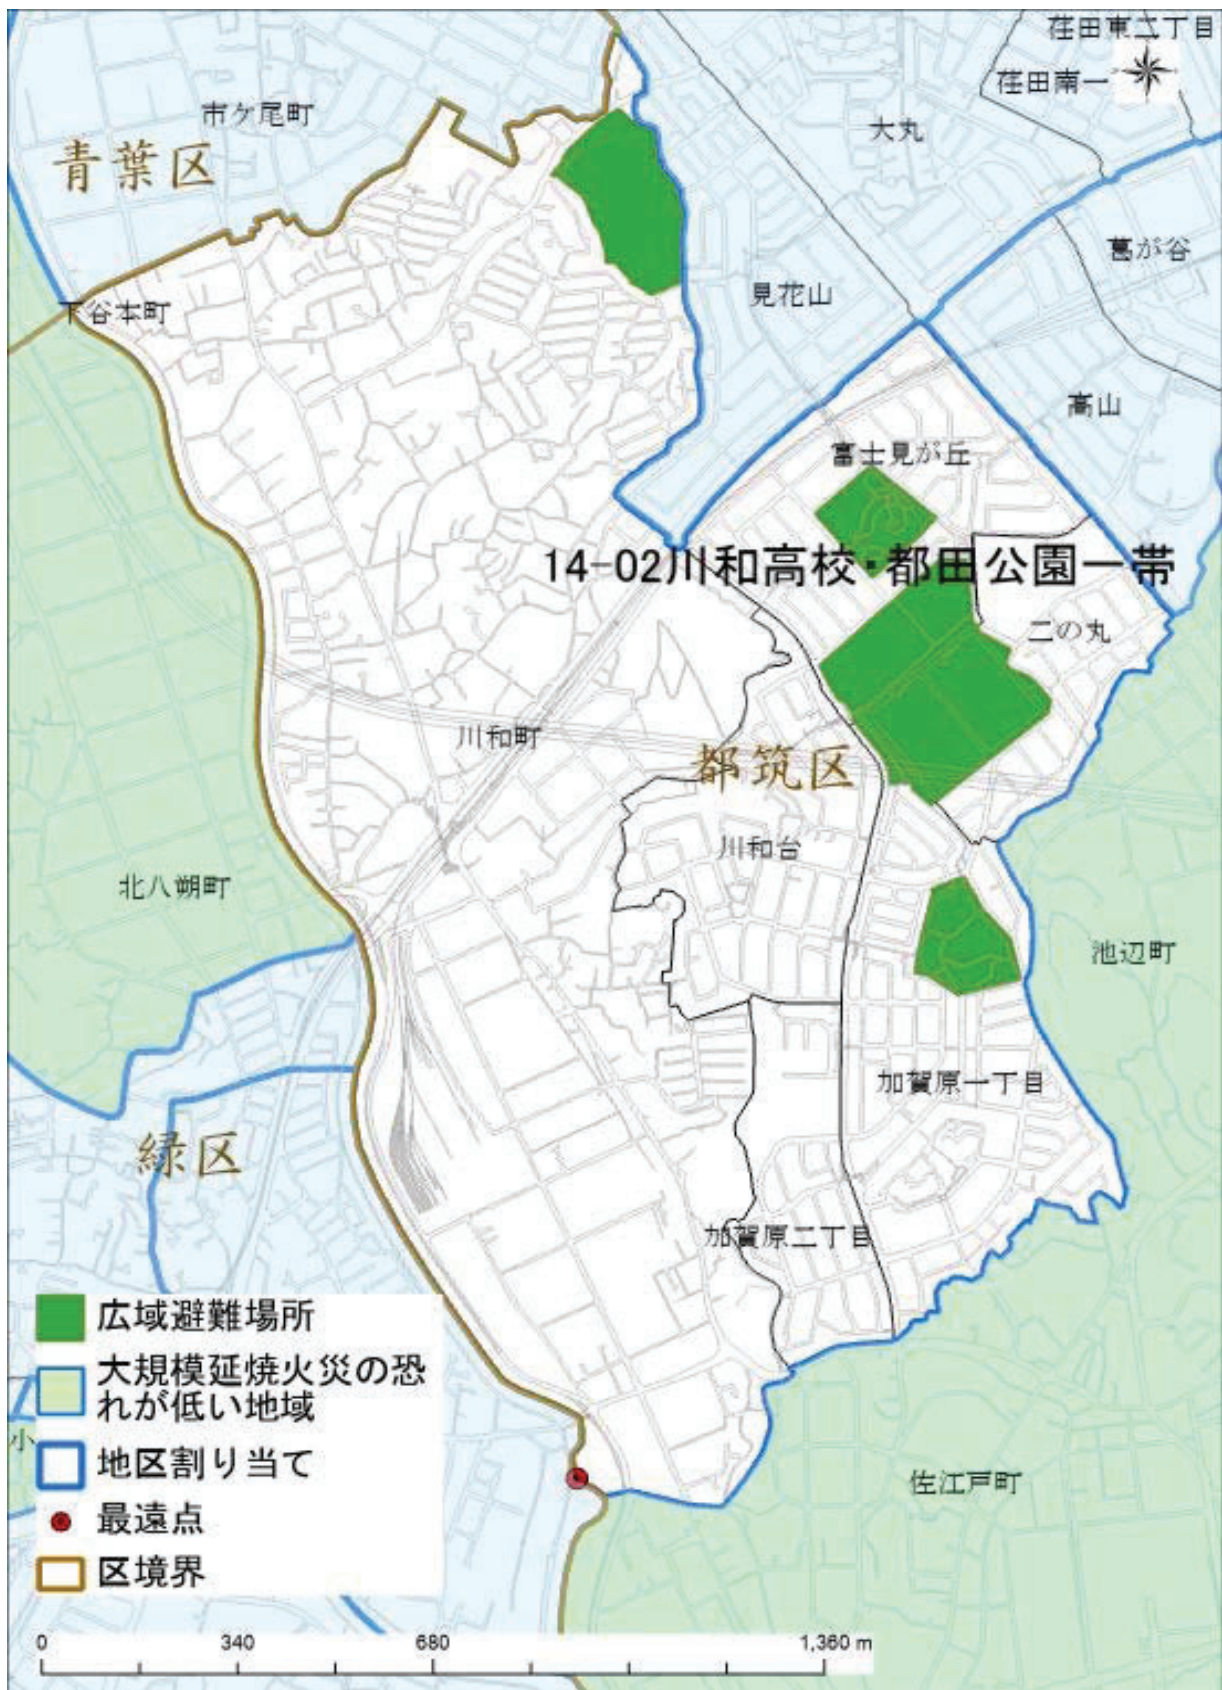 荏田東二丁目
荏田南一
市ケ尾町
大丸
青葉区
葛が谷
見花山
下谷本町
高山
富士見が丘
14-02川和高校・都田公園一帯
二の丸
川和町
都筑区
川和台
北八朔町
池辺町
加賀原一丁目
緑区
加賀原二丁目
広域避難場所
大規模延焼火災の恐
れが低い地域
地区割り当て
小
佐江戸町
最遠点
区境界
0 340 680 1,360 m